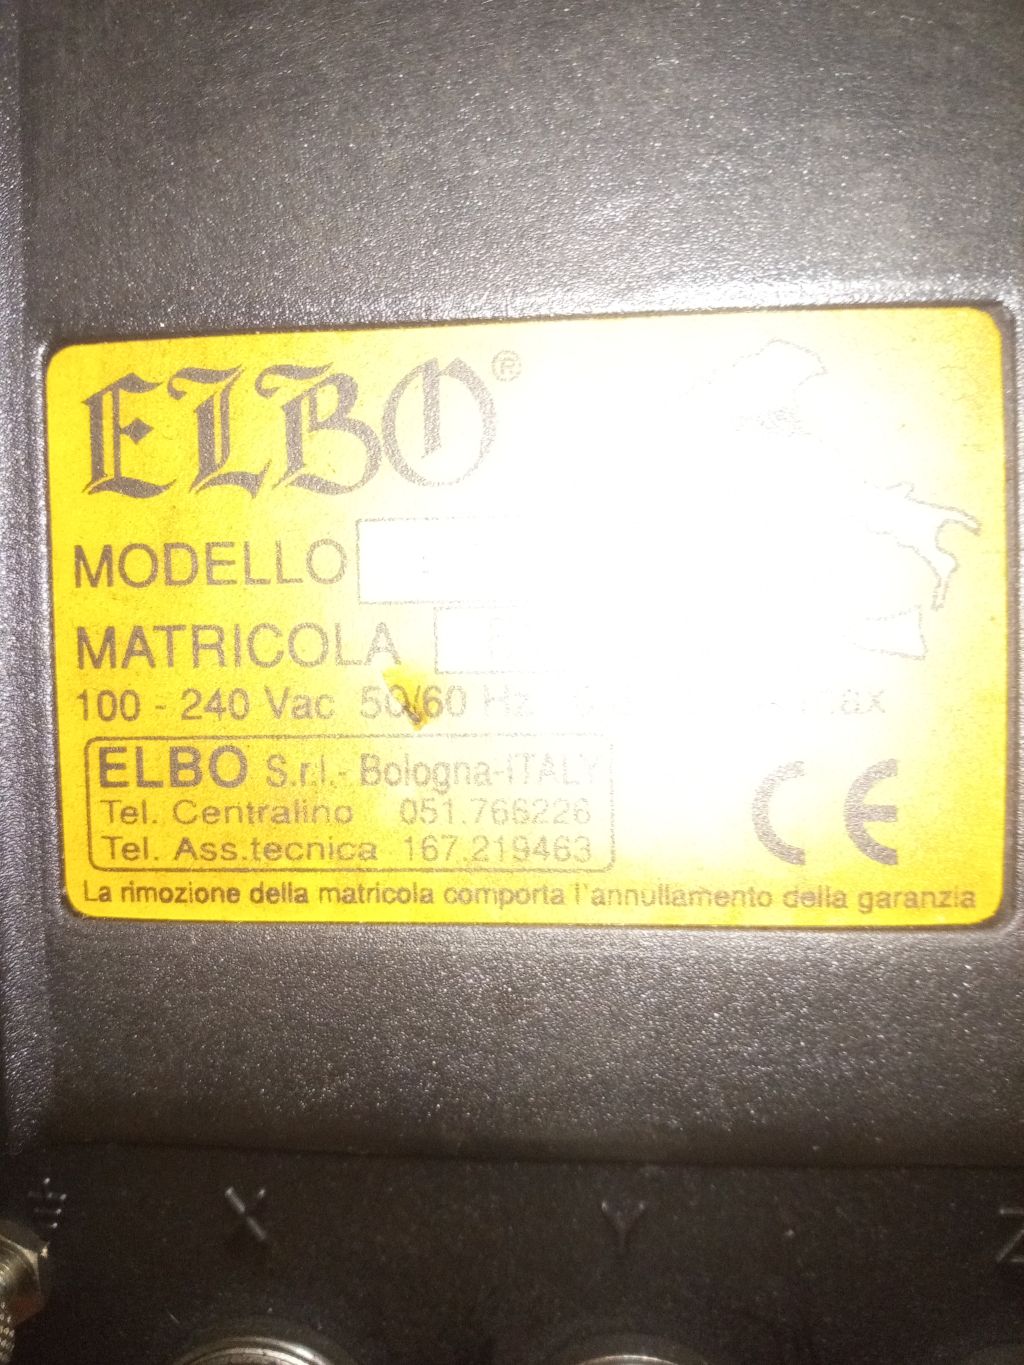 ELBO®
MODELLO
MATRICOLA
100 - 240 Vac 50/60 Hz
ELBO S.r.l.- Bologna-ITALY
Tel. Centralino 051.766228
Tel. Ass.tecnica 167.219463
CE
La rimozione della matricola comporta l'annullamento della garanzia
X Y Z